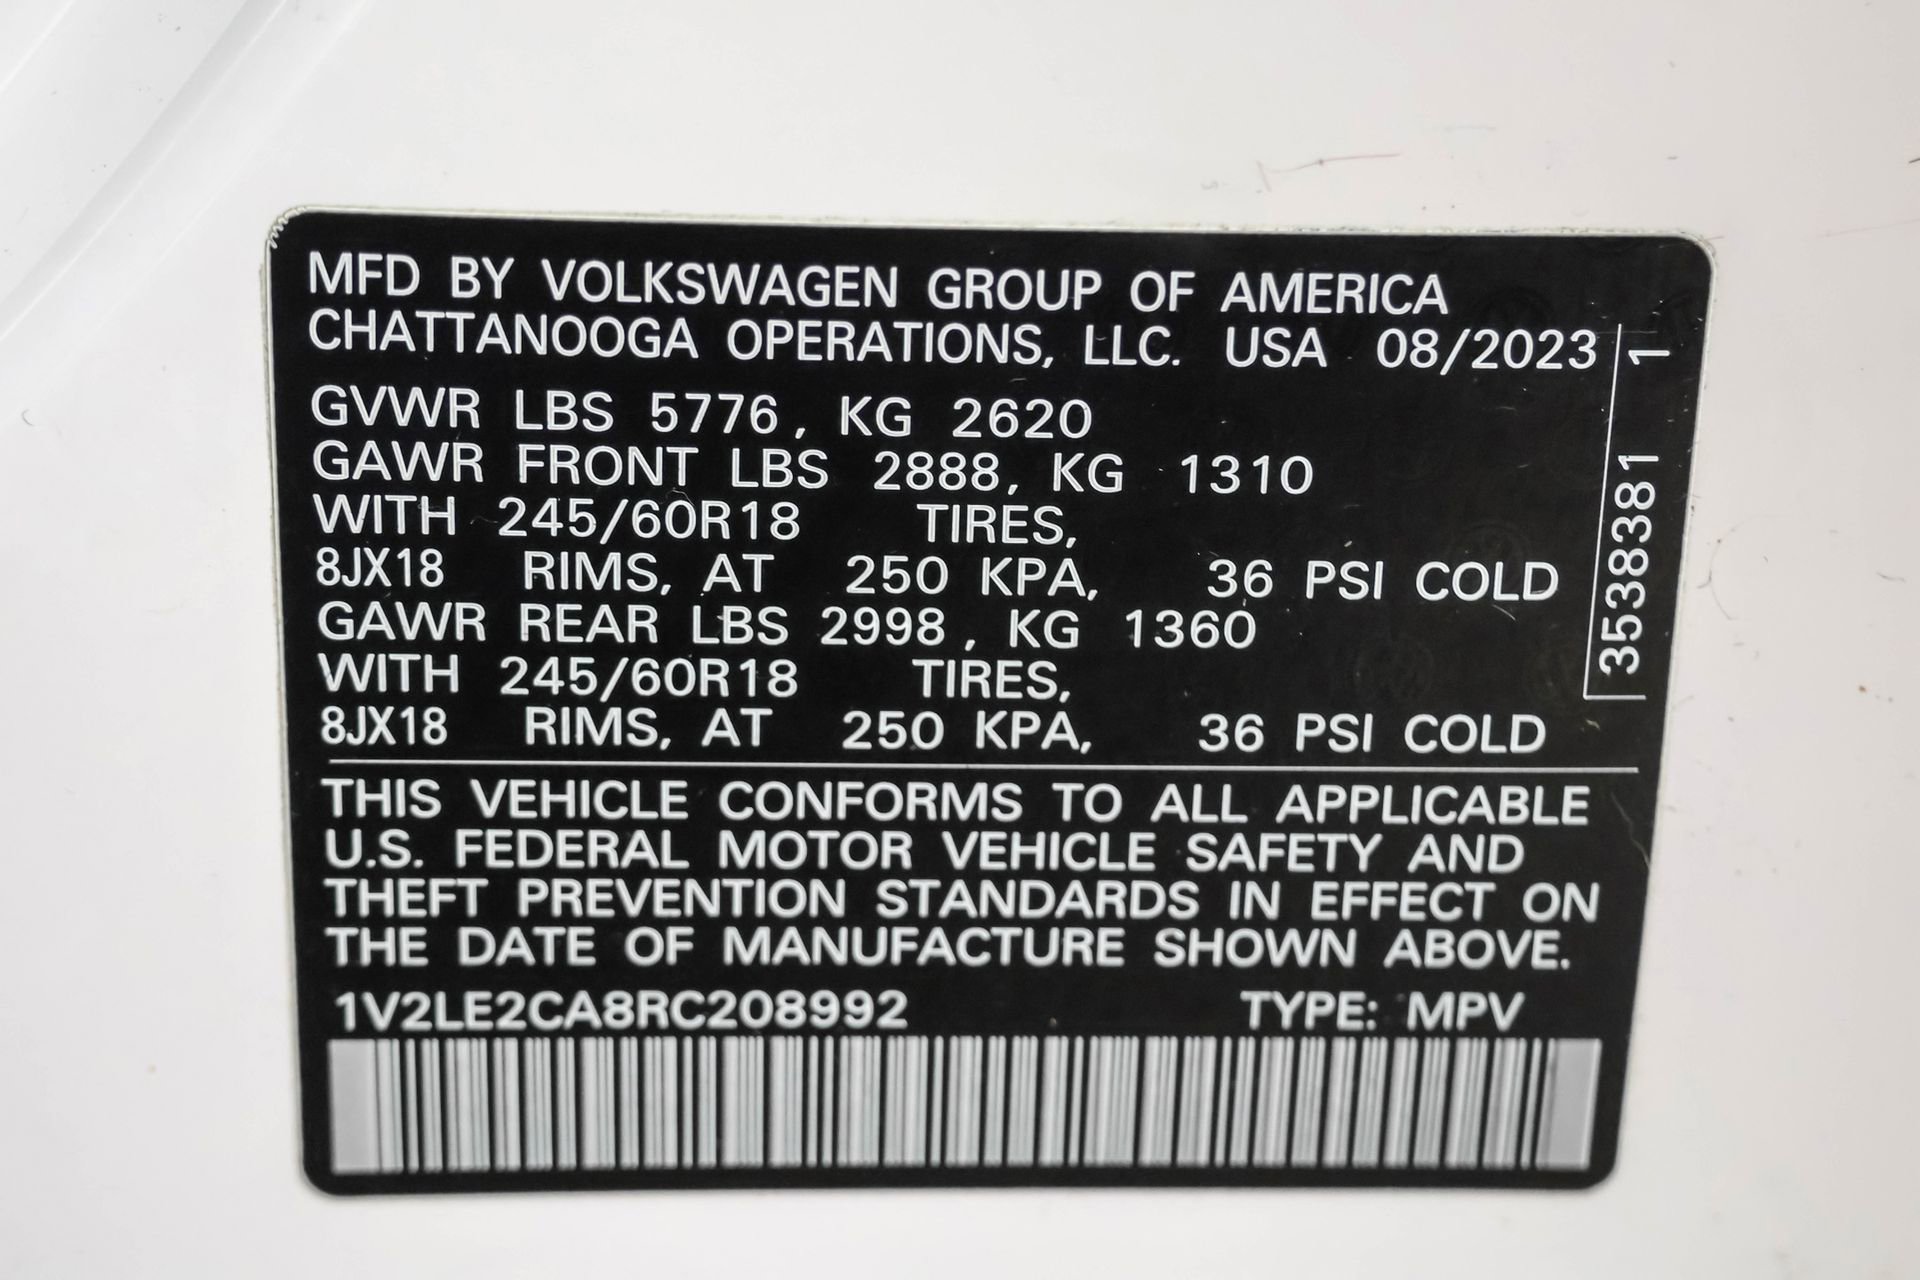 MFD BY VOLKSWAGEN GROUP OF AMERICA
CHATTANOOGA OPERATIONS, LLC. USA 08/2023
GVWR LBS 5776, KG 2620
GAWR FRONT LBS 2888, KG 1310
WITH 245/60R18 TIRES,
8JX18 RIMS, AT 250 KPA, 36 PSI COLD
GAWR REAR LBS 2998, KG 1360
WITH 245/60R18 TIRES,
8JX18 RIMS, AT 250 KPA, 36 PSI COLD
3538381 1
THIS VEHICLE CONFORMS TO ALL APPLICABLE
U.S. FEDERAL MOTOR VEHICLE SAFETY AND
THEFT PREVENTION STANDARDS IN EFFECT ON
THE DATE OF MANUFACTURE SHOWN ABOVE.
1V2LE2CA8RC208992 TYPE: MPV